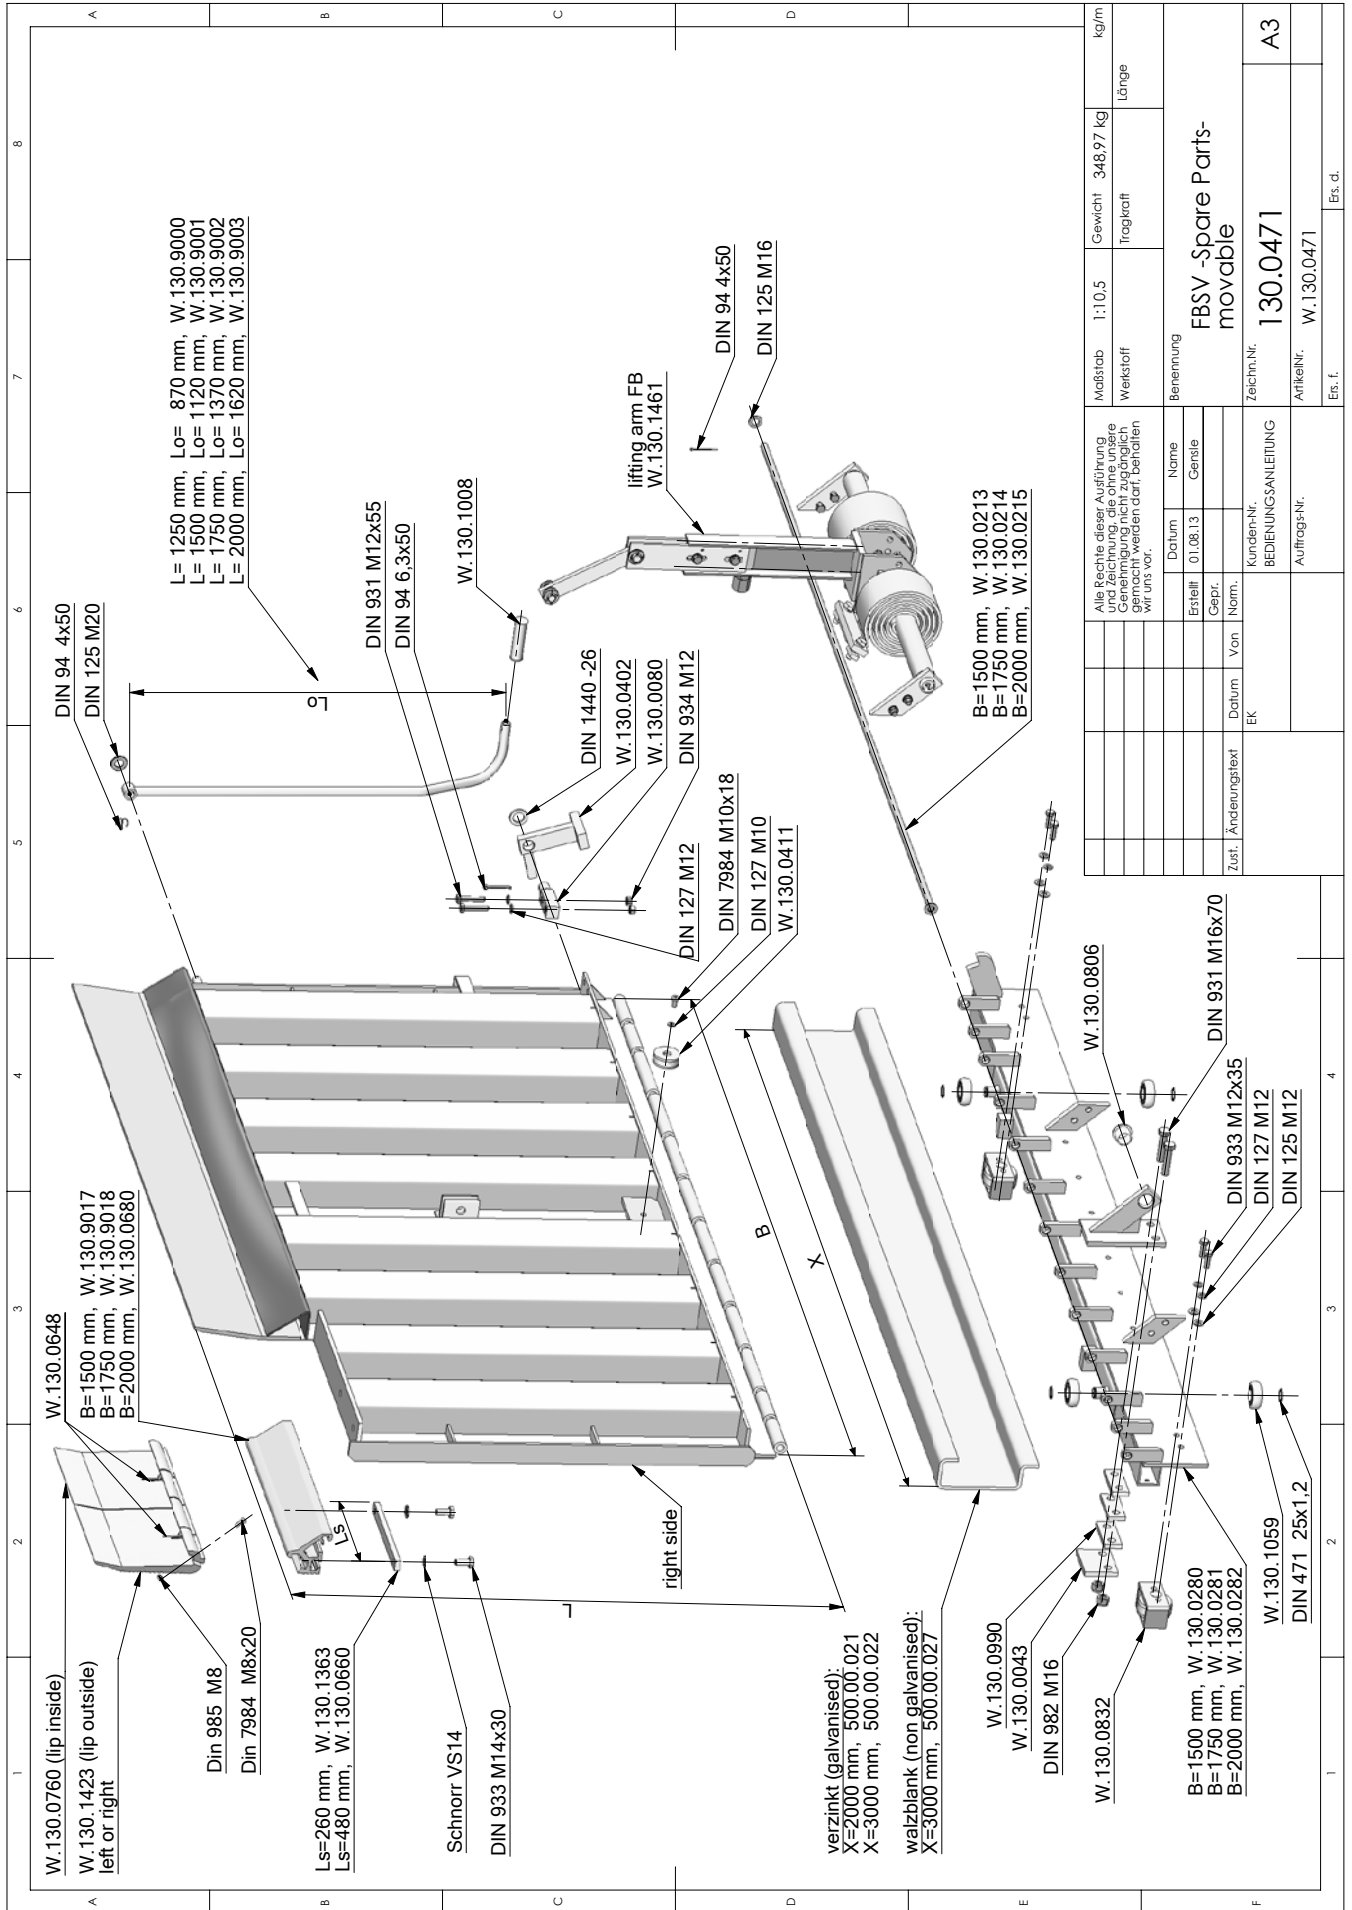 1
2
3
4
5
6
7
8
A
B
C
D
E
F
W.130.0760 (lip inside)
W.130.1423 (lip outside)
left or right
W.130.0648
B=1500 mm, W.130.9017
B=1750 mm, W.130.9018
B=2000 mm, W.130.0680
Din 985 M8
Din 7984 M8x20
Ls=260 mm, W.130.1363
Ls=480 mm, W.130.0660
Schnorr VS14
DIN 933 M14x30
Ls
L
right side
B
X
DIN 94 4x50
DIN 125 M20
L= 1250 mm, Lo= 870 mm, W.130.9000
L= 1500 mm, Lo= 1120 mm, W.130.9001
L= 1750 mm, Lo= 1370 mm, W.130.9002
L= 2000 mm, Lo= 1620 mm, W.130.9003
Lo
DIN 931 M12x55
DIN 94 6,3x50
W.130.1008
DIN 1440 -26
W.130.0402
W.130.0080
DIN 934 M12
DIN 127 M12
DIN 7984 M10x18
DIN 127 M10
W.130.0411
lifting arm FB
W.130.1461
DIN 94 4x50
DIN 125 M16
B=1500 mm, W.130.0213
B=1750 mm, W.130.0214
B=2000 mm, W.130.0215
verzinkt (galvanised):
X=2000 mm, 500.00.021
X=3000 mm, 500.00.022
walzblank (non galvanised):
X=3000 mm, 500.00.027
W.130.0990
W.130.0043
DIN 982 M16
W.130.0832
B=1500 mm, W.130.0280
B=1750 mm, W.130.0281
B=2000 mm, W.130.0282
W.130.1059
DIN 471 25x1,2
W.130.0806
DIN 931 M16x70
DIN 933 M12x35
DIN 127 M12
DIN 125 M12
Alle Rechte dieser Ausführung
und Zeichnung, die ohne unsere
Genehmigung nicht zugänglich
gemacht werden darf, behalten
wir uns vor.
Maßstab 1:10,5
Gewicht 348,97 kg
kg/m
Werkstoff
Tragkraft
Länge
Datum
Name
Erstellt 01.08.13 Gensle
Gepr.
Norm.
Benennung
FBSV -Spare Parts-
movable
Zust. Änderungstext Datum Von
EK
Kunden-Nr.
BEDIENUNGSANLEITUNG
Zeichn.Nr.
130.0471
A3
Auftrags-Nr.
ArtikelNr.
W.130.0471
Ers. f.
Ers. d.
1
2
3
4
A
B
C
D